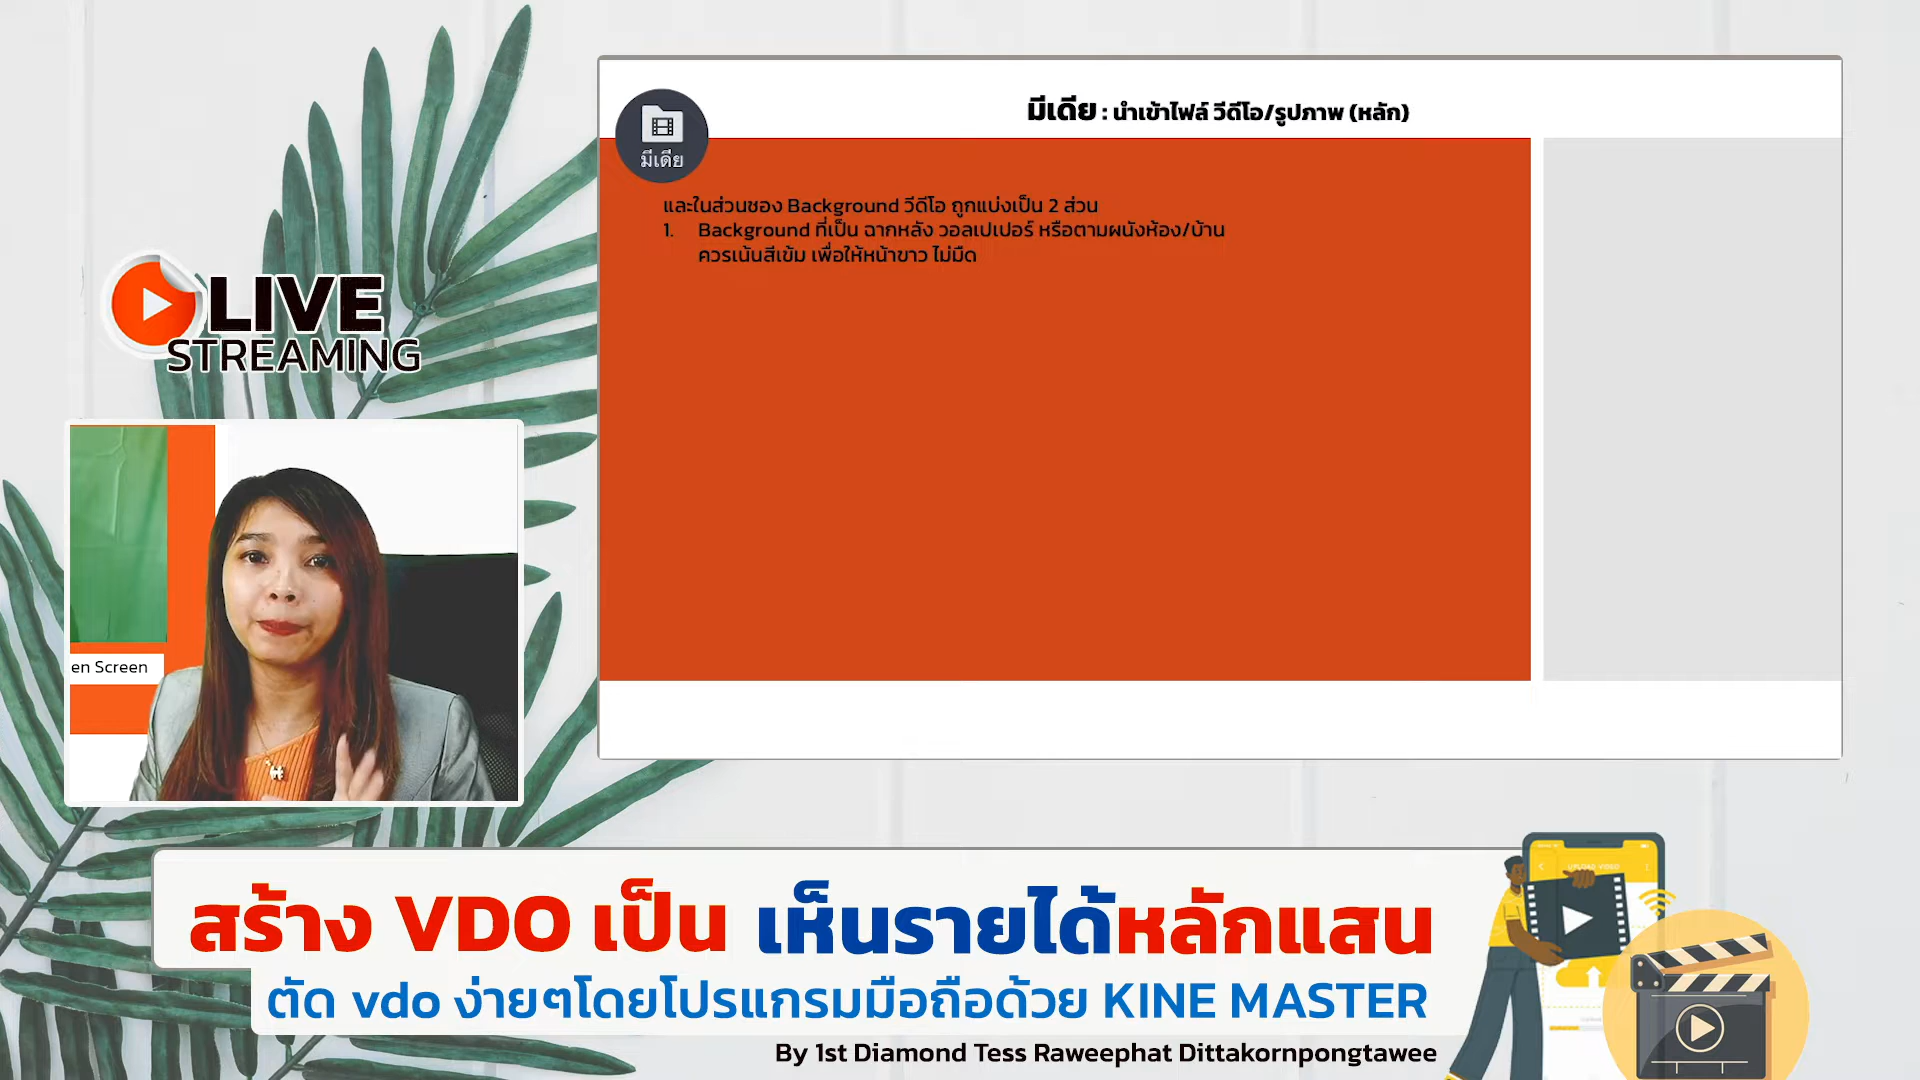 LIVE
STREAMING
en Screen
มีเดีย
มีเดีย : นำเข้าไฟล์ วีดีโอ/รูปภาพ (หลัก)
และในส่วนชอง Background วีดีโอ ถูกแบ่งเป็น 2 ส่วน
1. Background ที่เป็น ฉากหลัง วอลเปเปอร์ หรือตามผนังห้อง/บ้าน
ควรเน้นสีเข้ม เพื่อให้หน้าขาว ไม่มืด
สร้าง VDO เป็น เห็นรายได้หลักแสน
ตัด vdo ง่ายๆโดยโปรแกรมมือถือด้วย KINE MASTER
By 1st Diamond Tess Raweephat Dittakornpongtawee
UPLOAD VIDEO